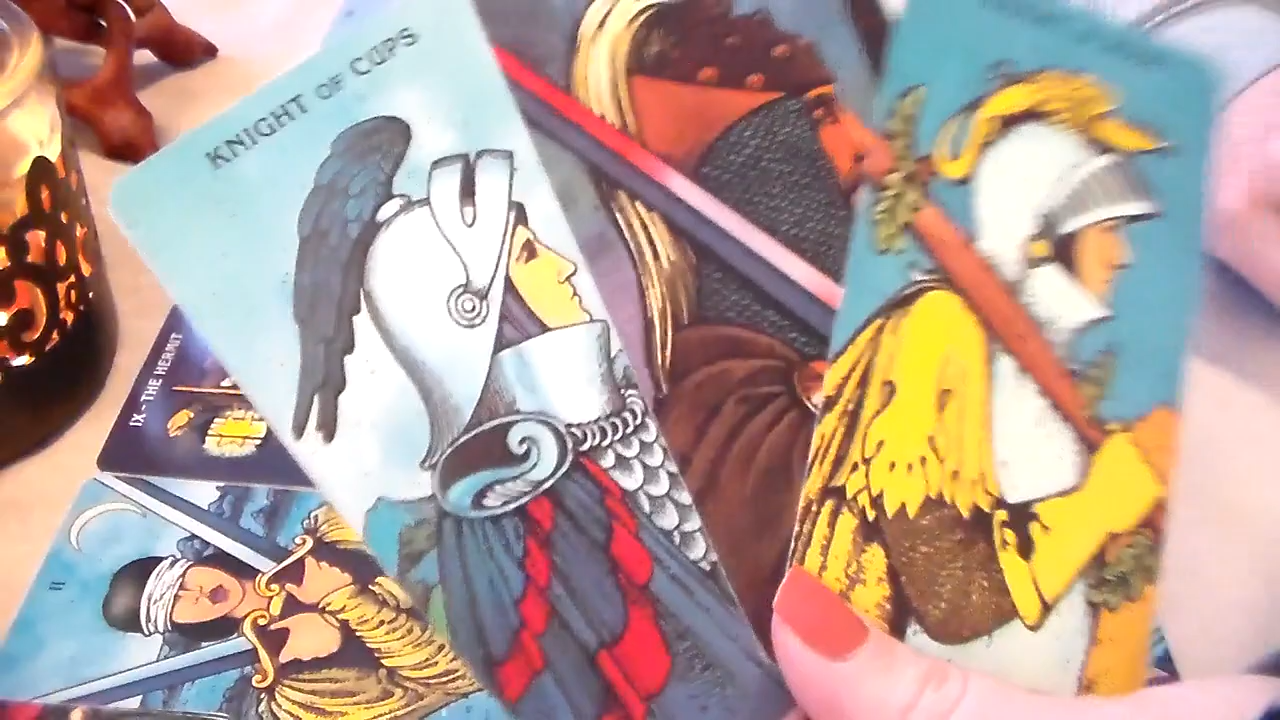 KNIGHT OF CUPS
IX - THE HERMIT
II